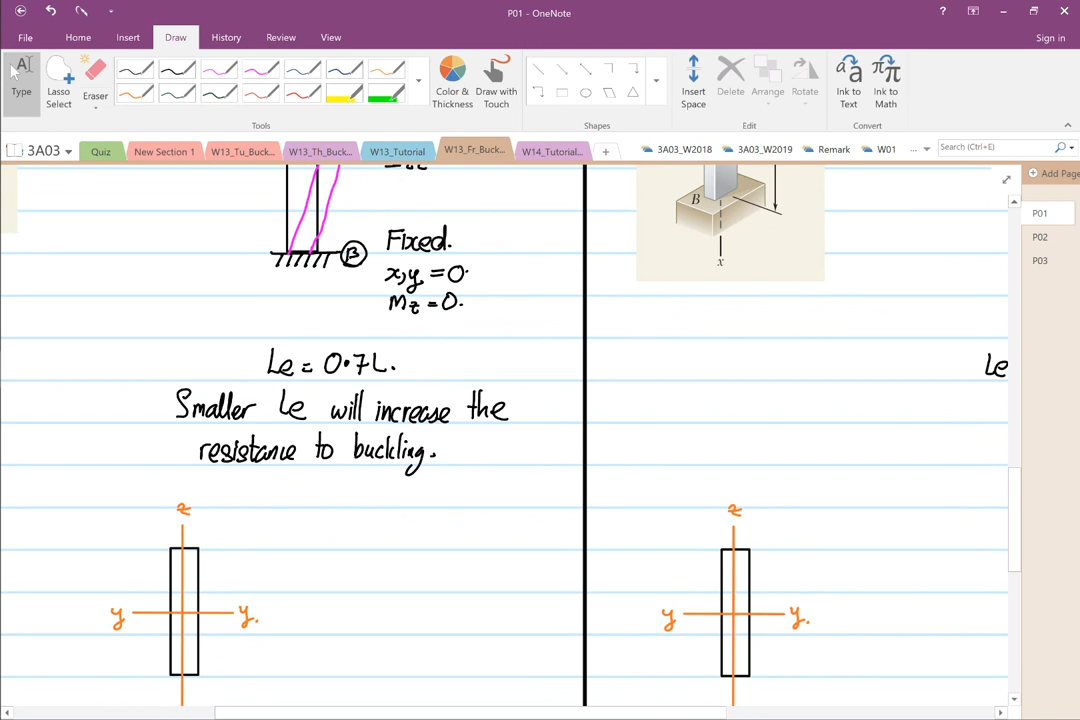 P01 - OneNote
?
File
Home
Insert
Draw
History
Review
View
Sign in
Type
Lasso
Select
Eraser
Color &
Thickness
Draw with
Touch
Insert
Space
Delete
Arrange
Rotate
Ink to
Text
Ink to
Math
Tools
Shapes
Edit
Convert
3A03
Quiz
New Section 1
W13_Tu_Buck...
W13_Th_Buck...
W13_Tutorial
W13_Fr_Buck...
W14_Tutorial...
3A03_W2018
3A03_W2019
Remark
W01
...
Search (Ctrl+E)
Add Page
P01
P02
P03
B
Fixed.
x,y = 0.
Mz = 0.
B
x
Le = 0.7L.
Le
Smaller Le will increase the
resistance to buckling.
z
y
y.
z
y
y.